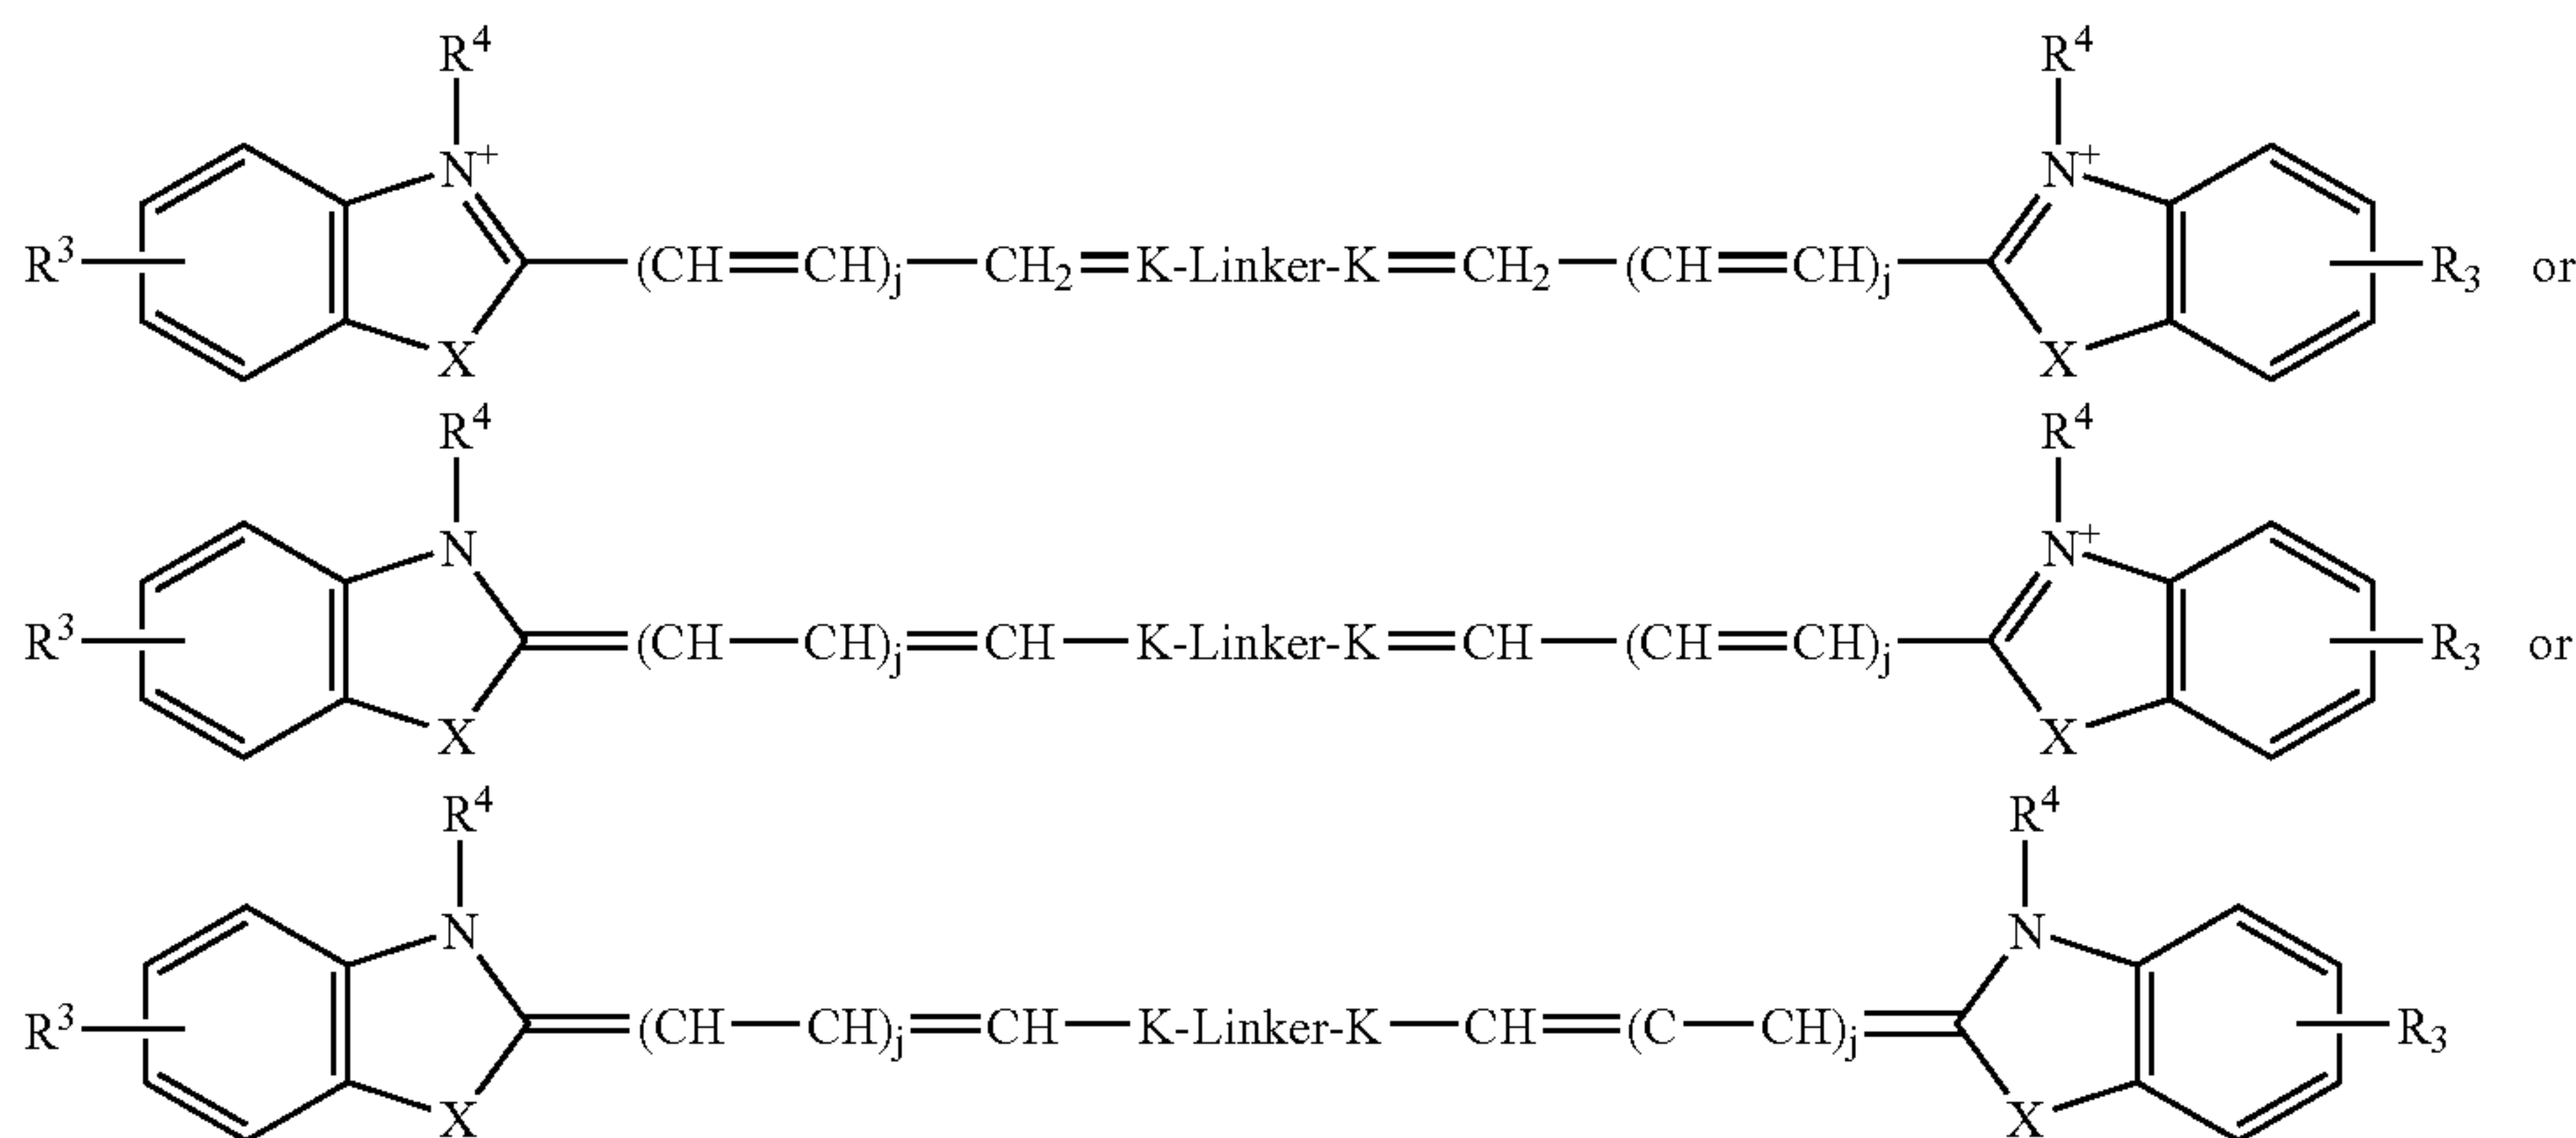 R⁴ R⁴
N⁺ N⁺
R³ (CH CH)ⱼ CH₂ K-Linker-K CH₂ (CH CH)ⱼ R₃ or
X X
R⁴ R⁴
N N⁺
R³ (CH CH)ⱼ CH K-Linker-K CH (CH CH)ⱼ R₃ or
X X
R⁴ R⁴
N N
R³ (CH CH)ⱼ CH K-Linker-K CH (C CH)ⱼ R₃
X X